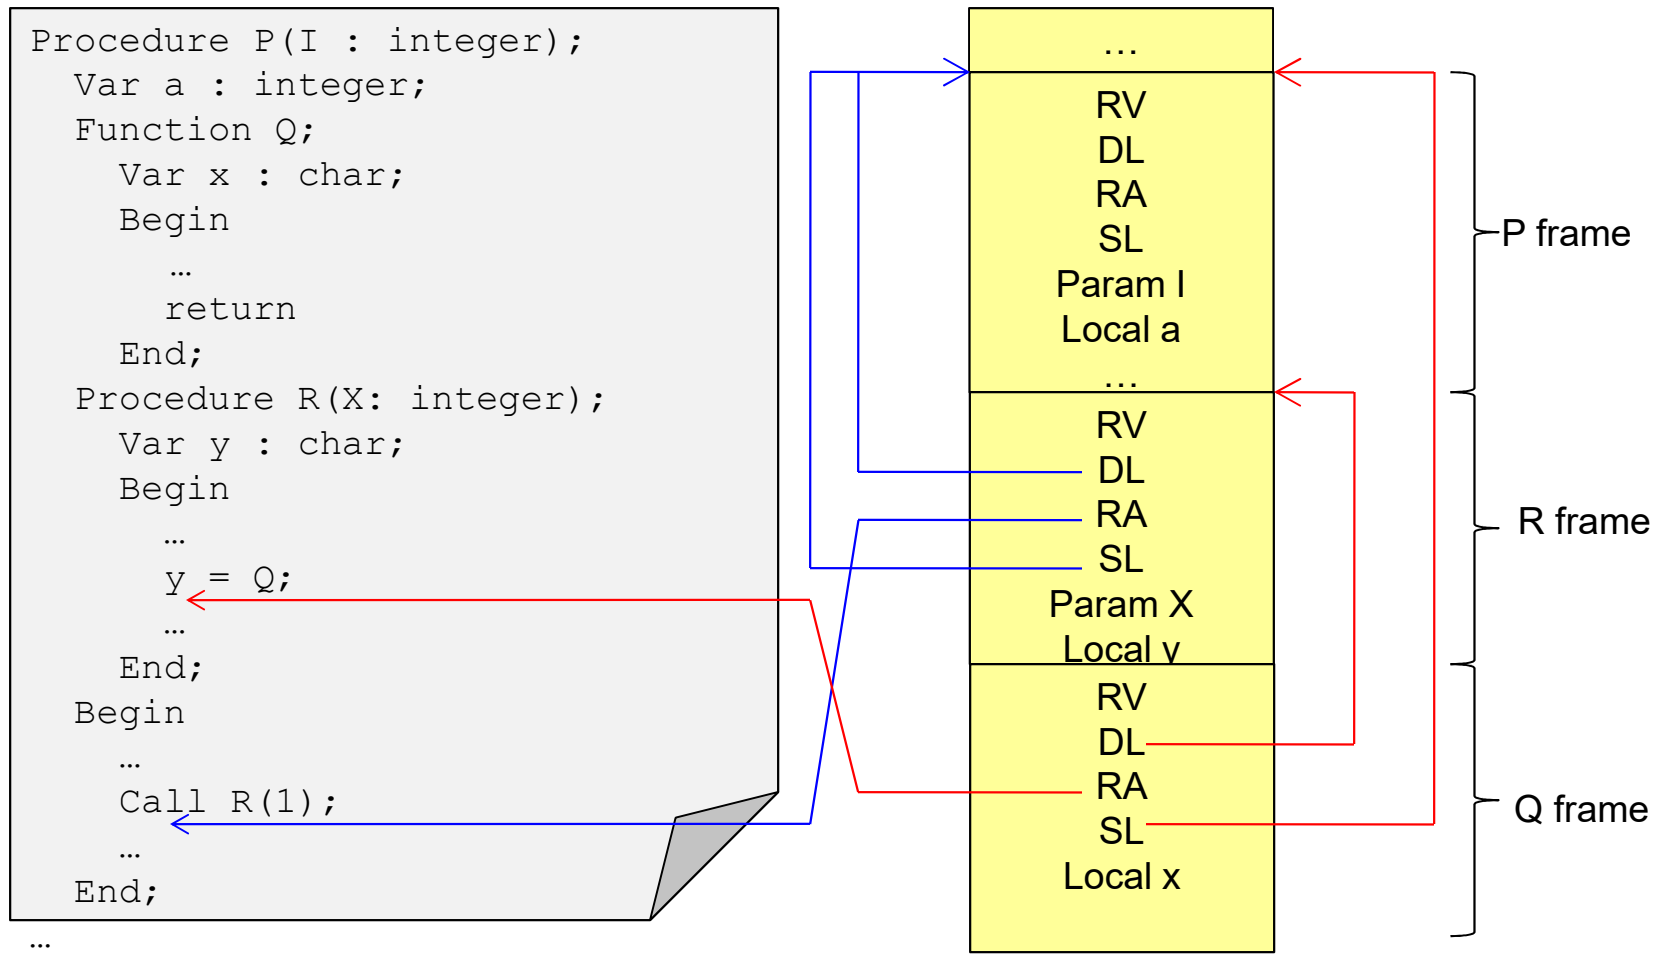 Procedure P(I : integer);
Var a : integer;
Function Q;
Var x : char;
Begin
…
return
End;
Procedure R(X: integer);
Var y : char;
Begin
…
y = Q;
…
End;
Begin
…
Call R(1);
…
End;
…
…
RV
DL
RA
SL
Param I
Local a
…
RV
DL
RA
SL
Param X
Local y
RV
DL
RA
SL
Local x
P frame
R frame
Q frame